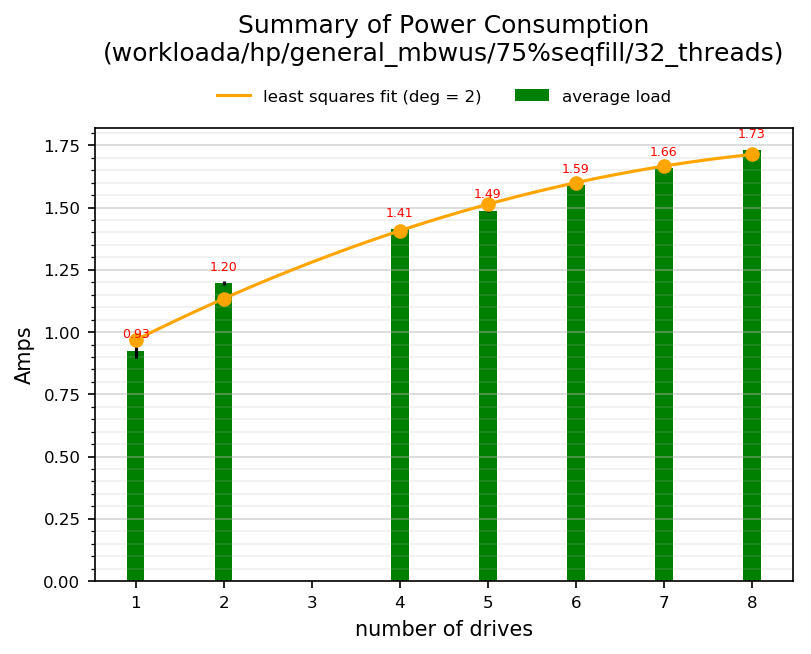 Summary of Power Consumption
(workloada/hp/general_mbwus/75%seqfill/32_threads)
least squares fit (deg = 2)
average load
1.75
1.50
1.25
1.00
0.75
0.50
0.25
0.00
Amps
0.93
1.20
1.41
1.49
1.59
1.66
1.73
1 2 3 4 5 6 7 8
number of drives